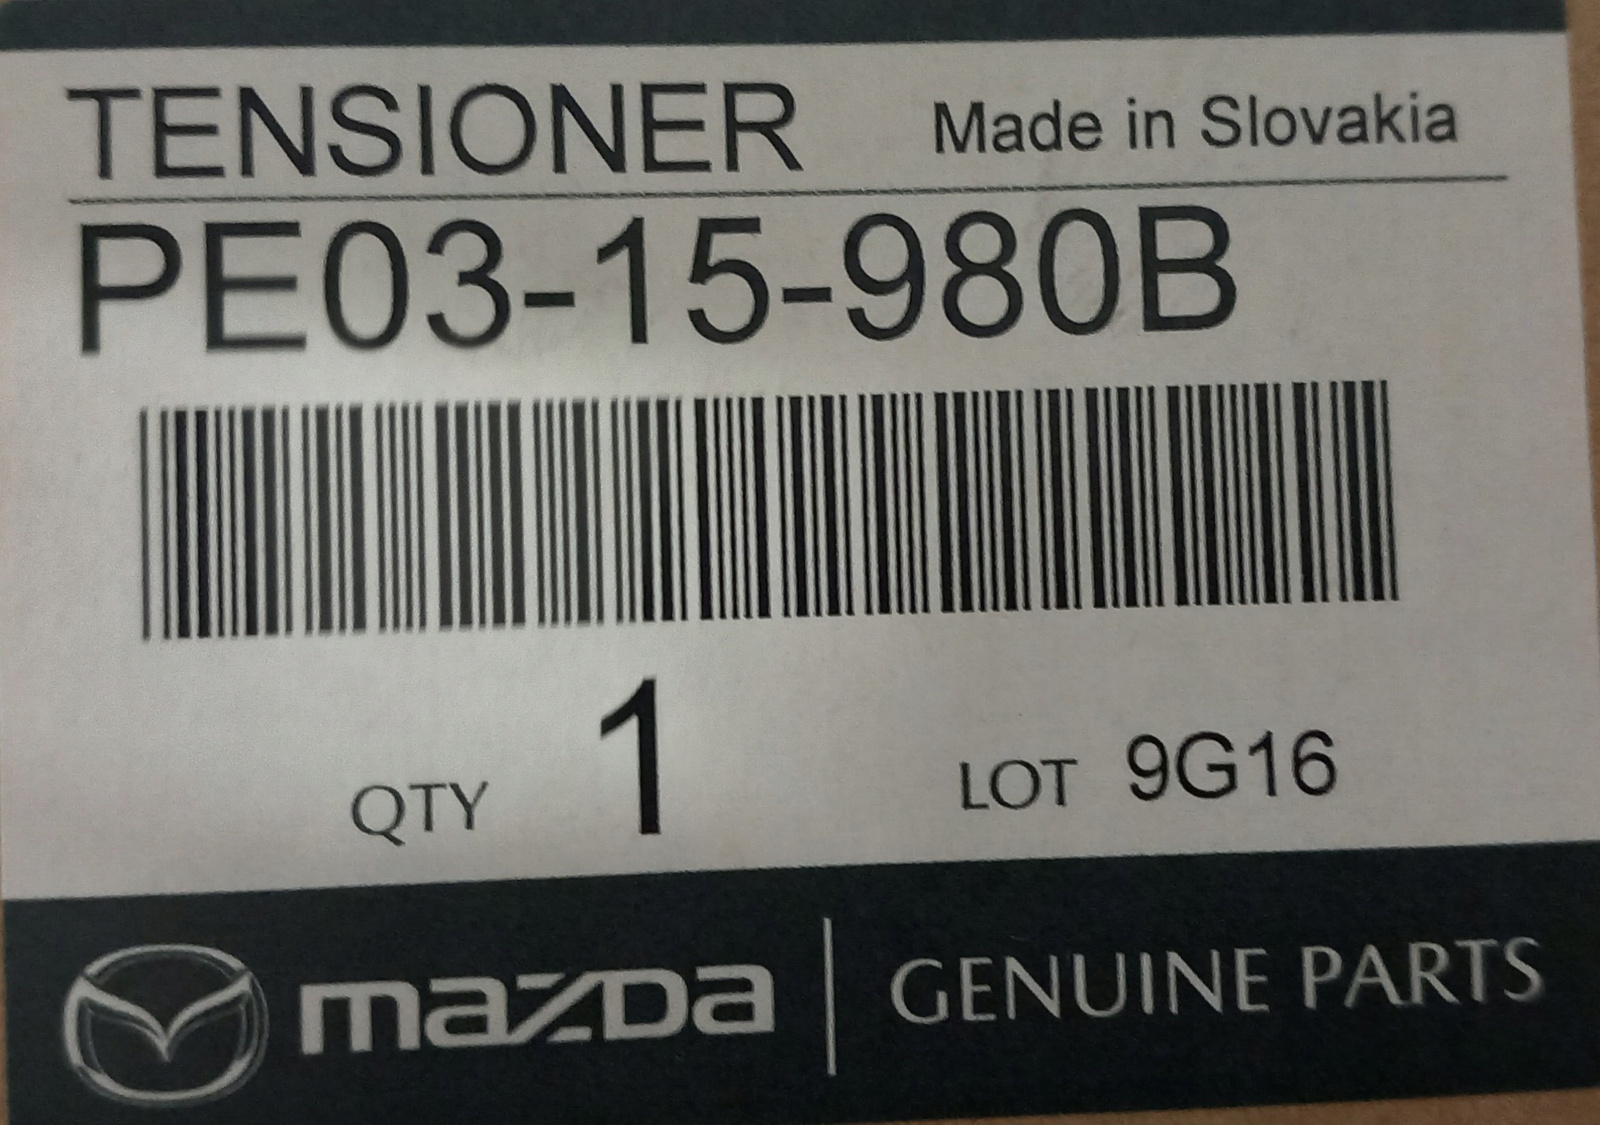 TENSIONER Made in Slovakia
PE03-15-980B
QTY 1 LOT 9G16
mazda GENUINE PARTS